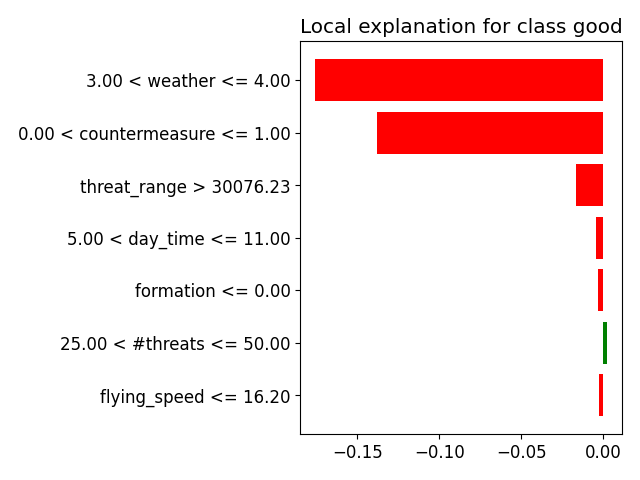 Local explanation for class good
3.00 < weather <= 4.00
0.00 < countermeasure <= 1.00
threat_range > 30076.23
5.00 < day_time <= 11.00
formation <= 0.00
25.00 < #threats <= 50.00
flying_speed <= 16.20
−0.15 −0.10 −0.05 0.00